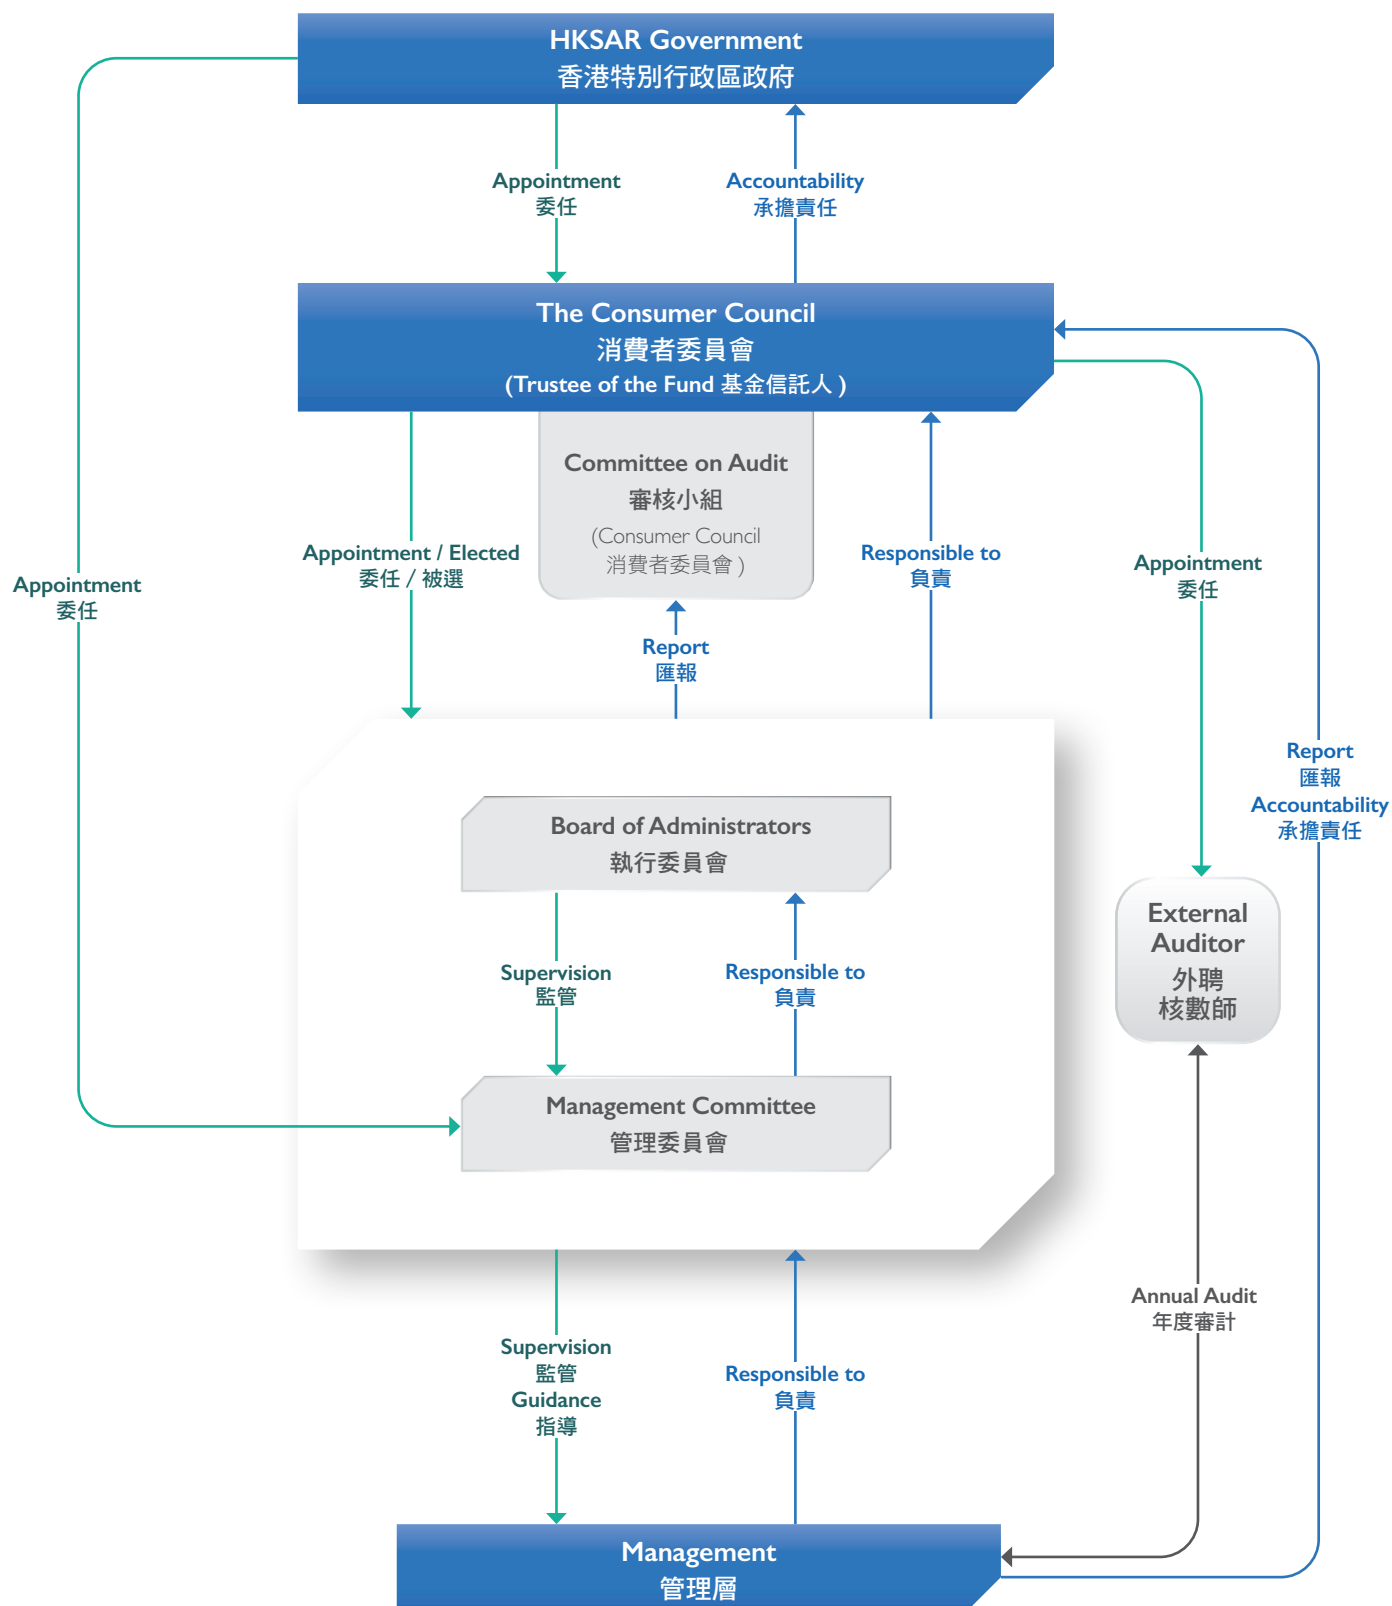 HKSAR Government
香港特別行政區政府
Appointment
委任
Accountability
承擔責任
The Consumer Council
消費者委員會
(Trustee of the Fund 基金信託人 )
Committee on Audit
審核小組
(Consumer Council
消費者委員會 )
Appointment / Elected
委任 / 被選
Responsible to
負責
Appointment
委任
Appointment
委任
Report
匯報
Report
匯報
Accountability
承擔責任
Board of Administrators
執行委員會
External
Auditor
外聘
核數師
Supervision
監管
Responsible to
負責
Management Committee
管理委員會
Annual Audit
年度審計
Supervision
監管
Guidance
指導
Responsible to
負責
Management
管理層